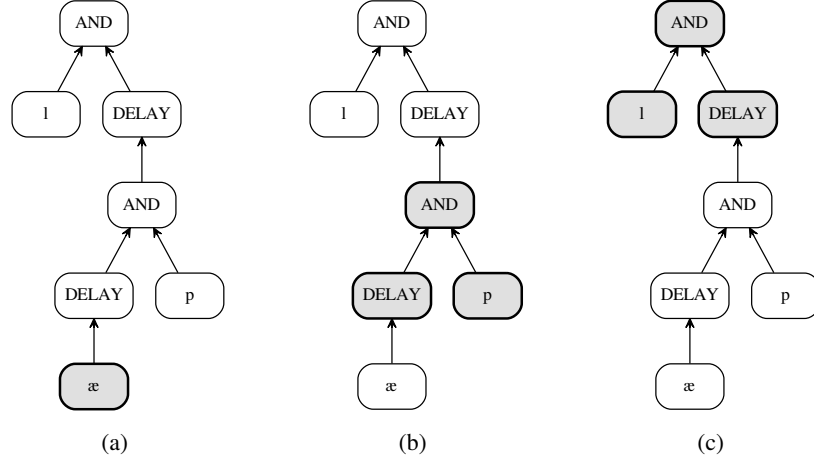 AND AND AND
l DELAY l DELAY l DELAY
AND AND AND
DELAY p DELAY p DELAY p
æ æ æ
(a) (b) (c)